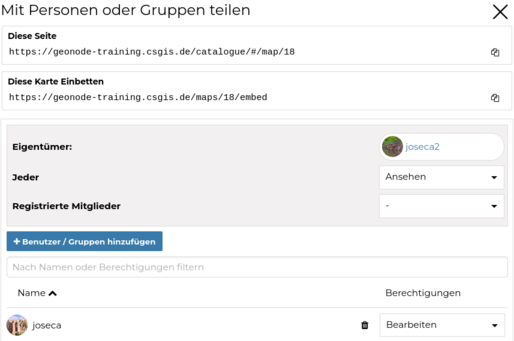 Mit Personen oder Gruppen teilen
Diese Seite
https://geonode-training.csgis.de/catalogue/#/map/18
Diese Karte Einbetten
https://geonode-training.csgis.de/maps/18/embed
Eigentümer: joseca2
Jeder Ansehen
Registrierte Mitglieder -
+ Benutzer / Gruppen hinzufügen
Nach Namen oder Berechtigungen filtern
Name Berechtigungen
joseca Bearbeiten